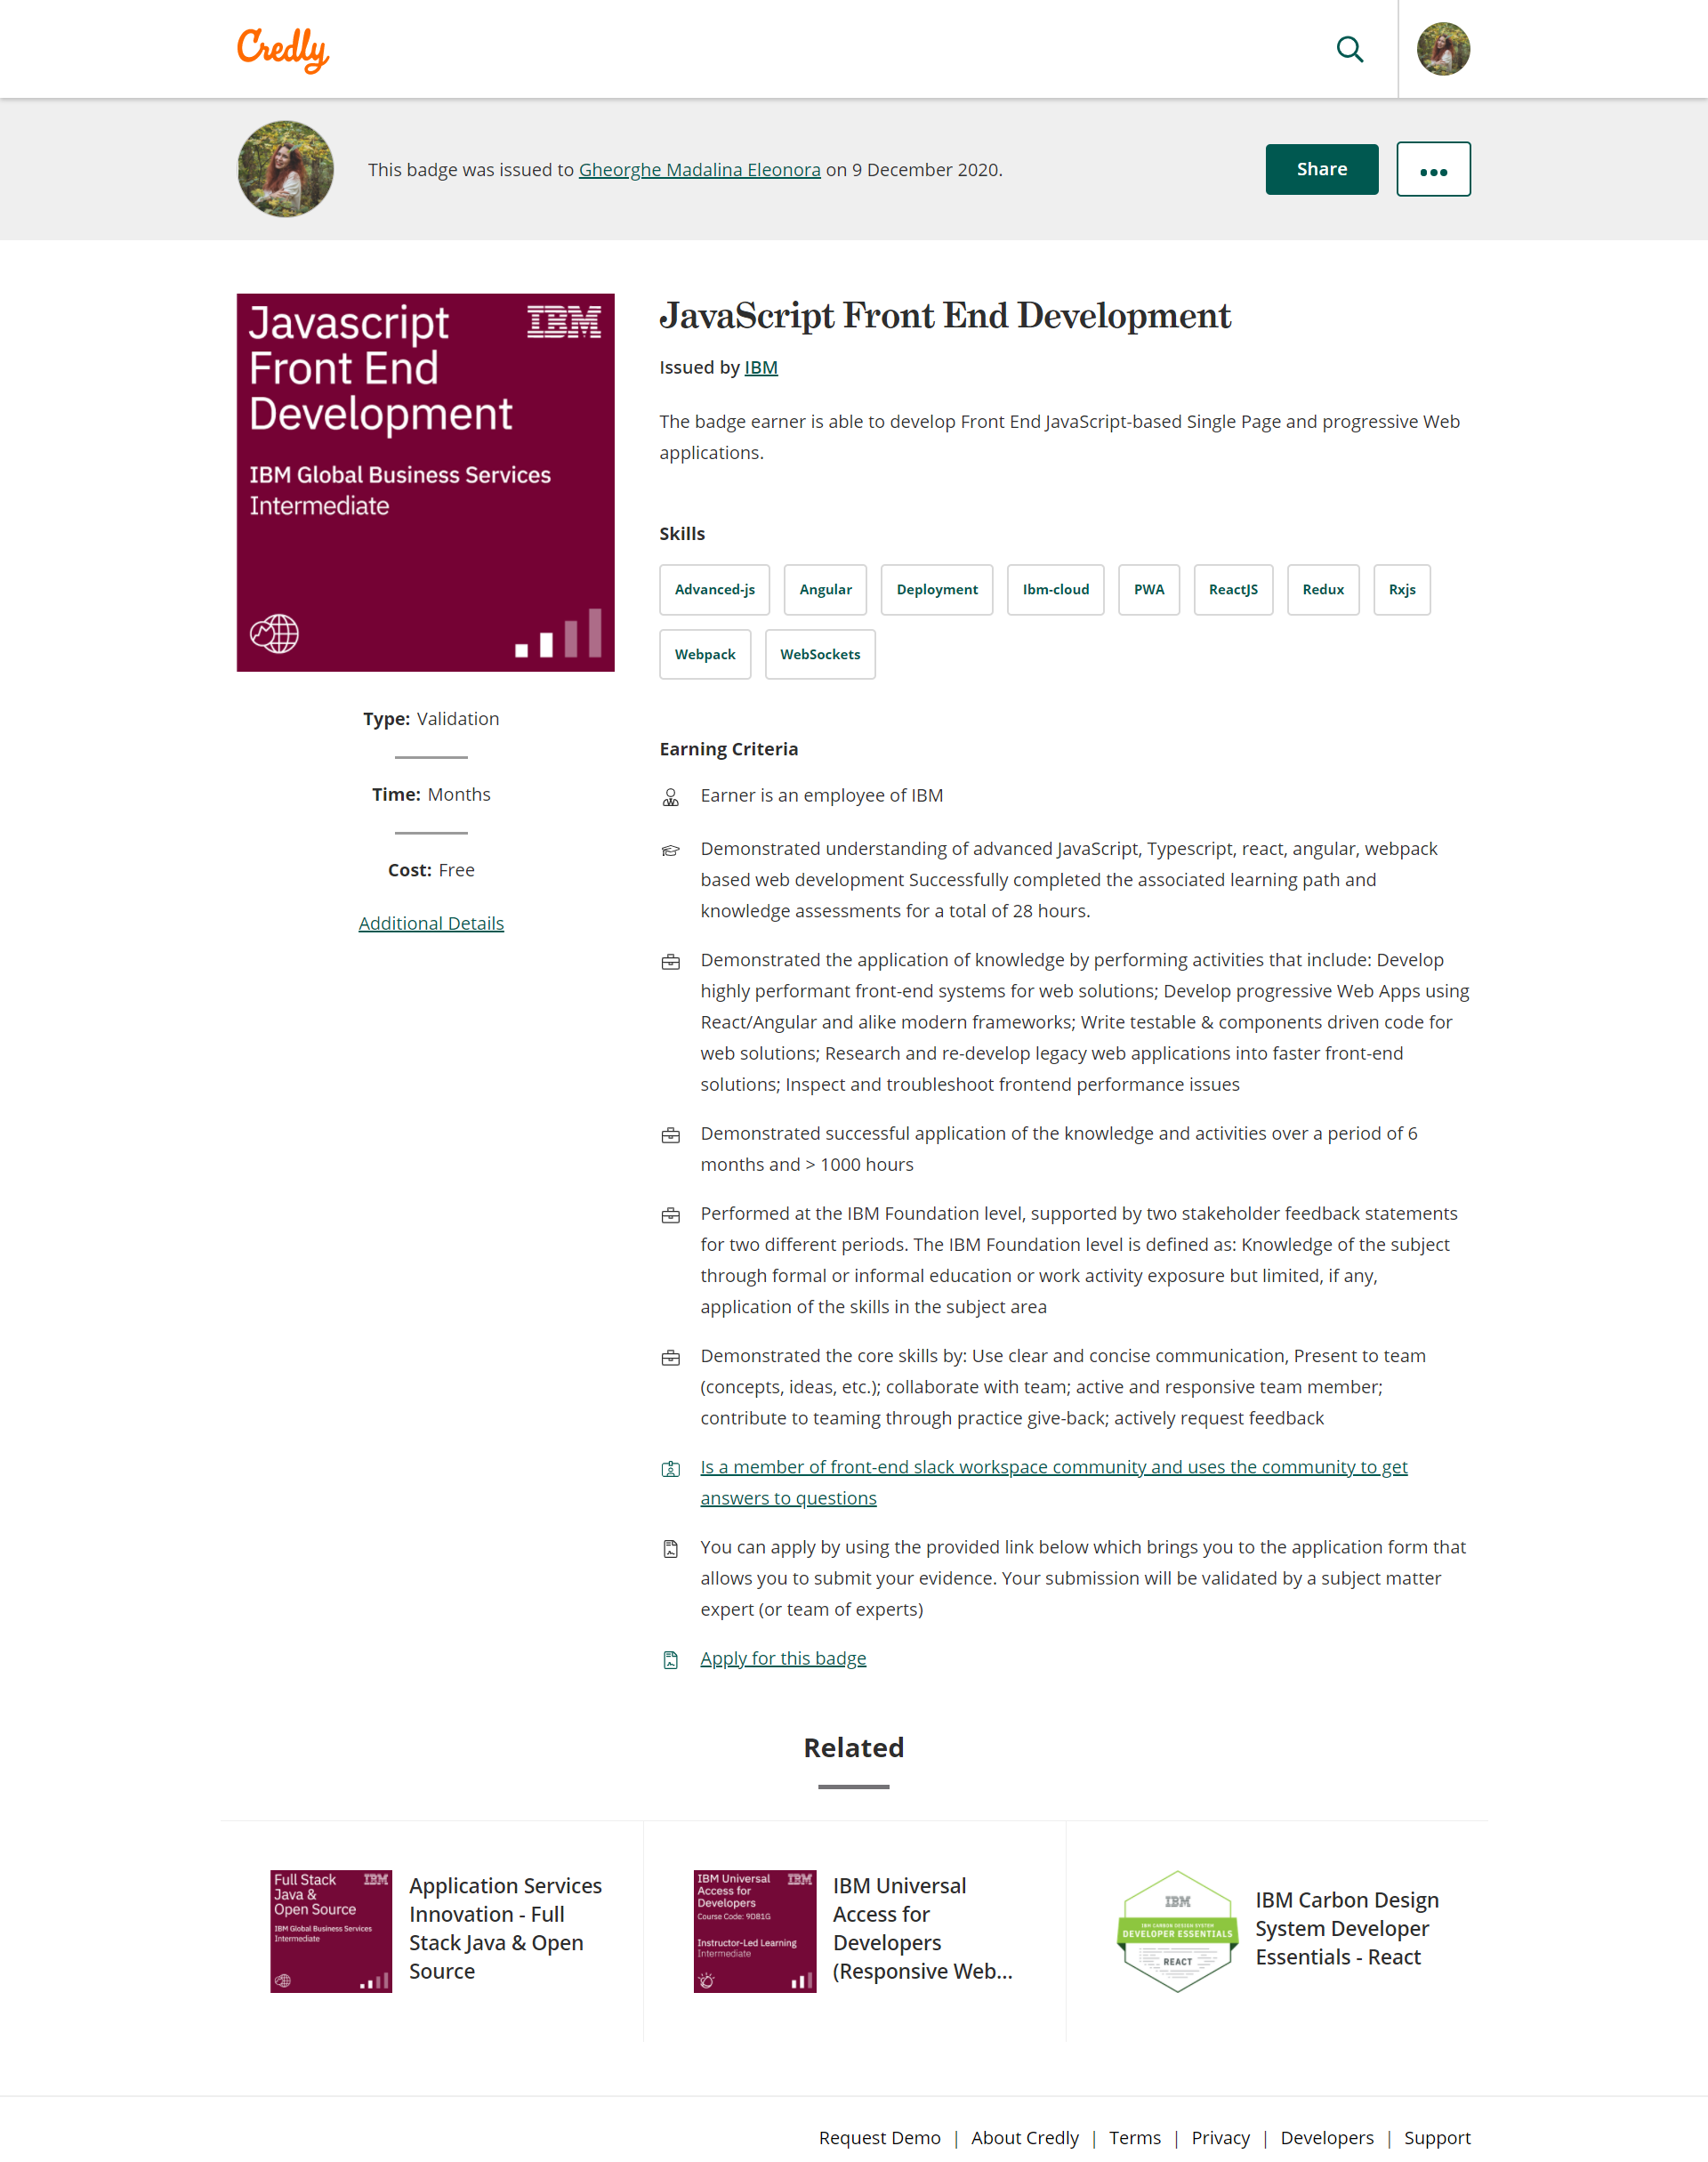 Credly
This badge was issued to Gheorghe Madalina Eleonora on 9 December 2020.
Share
Javascript
Front End
Development
IBM
IBM Global Business Services
Intermediate
Type: Validation
Time: Months
Cost: Free
Additional Details
JavaScript Front End Development
Issued by IBM
The badge earner is able to develop Front End JavaScript-based Single Page and progressive Web
applications.
Skills
Advanced-js
Angular
Deployment
Ibm-cloud
PWA
ReactJS
Redux
Rxjs
Webpack
WebSockets
Earning Criteria
Earner is an employee of IBM
Demonstrated understanding of advanced JavaScript, Typescript, react, angular, webpack
based web development Successfully completed the associated learning path and
knowledge assessments for a total of 28 hours.
Demonstrated the application of knowledge by performing activities that include: Develop
highly performant front-end systems for web solutions; Develop progressive Web Apps using
React/Angular and alike modern frameworks; Write testable & components driven code for
web solutions; Research and re-develop legacy web applications into faster front-end
solutions; Inspect and troubleshoot frontend performance issues
Demonstrated successful application of the knowledge and activities over a period of 6
months and > 1000 hours
Performed at the IBM Foundation level, supported by two stakeholder feedback statements
for two different periods. The IBM Foundation level is defined as: Knowledge of the subject
through formal or informal education or work activity exposure but limited, if any,
application of the skills in the subject area
Demonstrated the core skills by: Use clear and concise communication, Present to team
(concepts, ideas, etc.); collaborate with team; active and responsive team member;
contribute to teaming through practice give-back; actively request feedback
Is a member of front-end slack workspace community and uses the community to get
answers to questions
You can apply by using the provided link below which brings you to the application form that
allows you to submit your evidence. Your submission will be validated by a subject matter
expert (or team of experts)
Apply for this badge
Related
Full Stack
Java &
Open Source
IBM
IBM Global Business Services
Intermediate
Application Services
Innovation - Full
Stack Java & Open
Source
IBM Universal
Access for
Developers
IBM
Course Code: 9D81G
Instructor-Led Learning
Intermediate
IBM Universal
Access for
Developers
(Responsive Web...
IBM
IBM CARBON DESIGN SYSTEM
DEVELOPER ESSENTIALS
REACT
IBM Carbon Design
System Developer
Essentials - React
Request Demo | About Credly | Terms | Privacy | Developers | Support